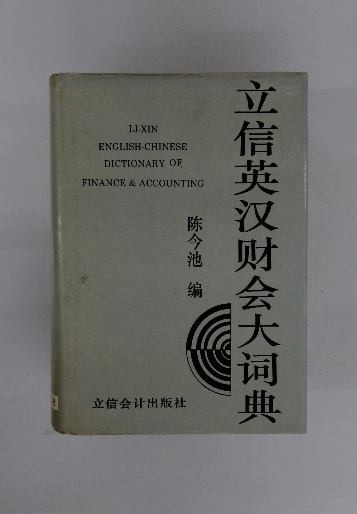 立信英汉财会大词典
LI-XIN
ENGLISH-CHINESE
DICTIONARY OF
FINANCE & ACCOUNTING
陈今池 编
立信会计出版社